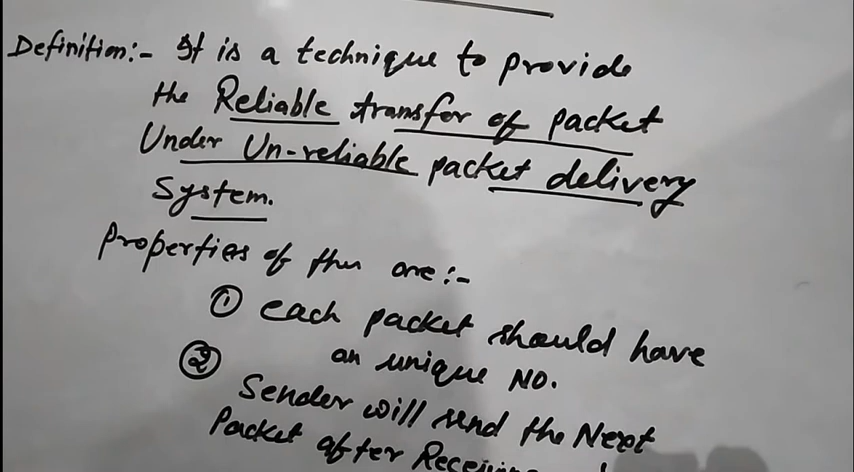 Definition:- It is a technique to provide
the Reliable transfer of packet
Under Un-reliable packet delivery
System.
Properties of this one:-
① each packet should have
an unique NO.
② Sender will send the Next
Packet after